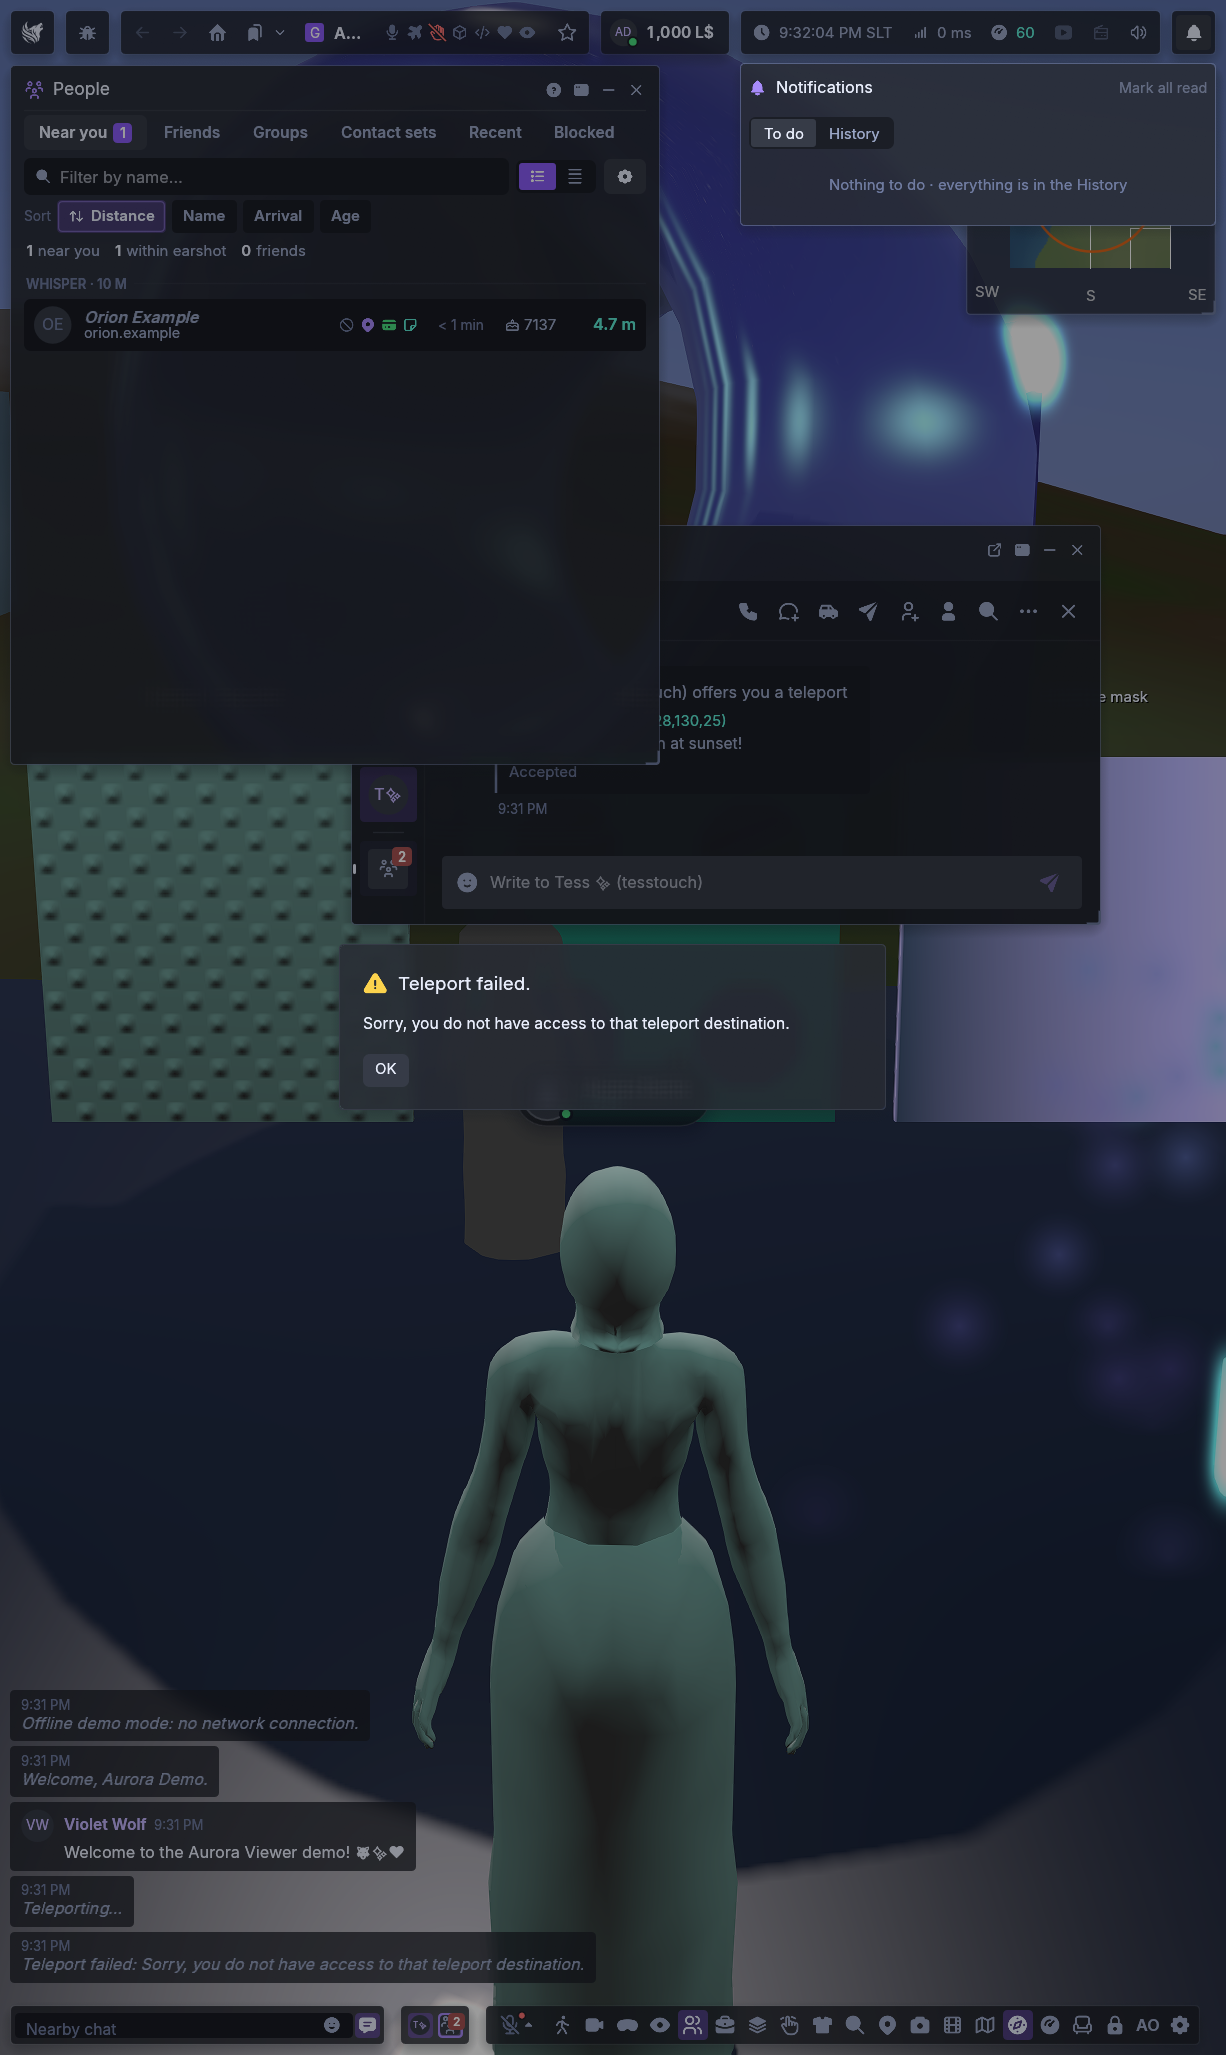 G A...
AD 1,000 L$
9:32:04 PM SLT 0 ms 60
People
Near you 1 Friends Groups Contact sets Recent Blocked
Filter by name...
Sort Distance Name Arrival Age
1 near you 1 within earshot 0 friends
WHISPER · 10 M
OE Orion Example
orion.example
< 1 min 7137 4.7 m
Notifications Mark all read
To do History
Nothing to do · everything is in the History
SW S SE
uch) offers you a teleport
28,130,25)
n at sunset!
Accepted
9:31 PM
T
2
Write to Tess (tesstouch)
e mask
Teleport failed.
Sorry, you do not have access to that teleport destination.
OK
9:31 PM
Offline demo mode: no network connection.
9:31 PM
Welcome, Aurora Demo.
VW Violet Wolf 9:31 PM
Welcome to the Aurora Viewer demo!
9:31 PM
Teleporting...
9:31 PM
Teleport failed: Sorry, you do not have access to that teleport destination.
Nearby chat
T 2
AO